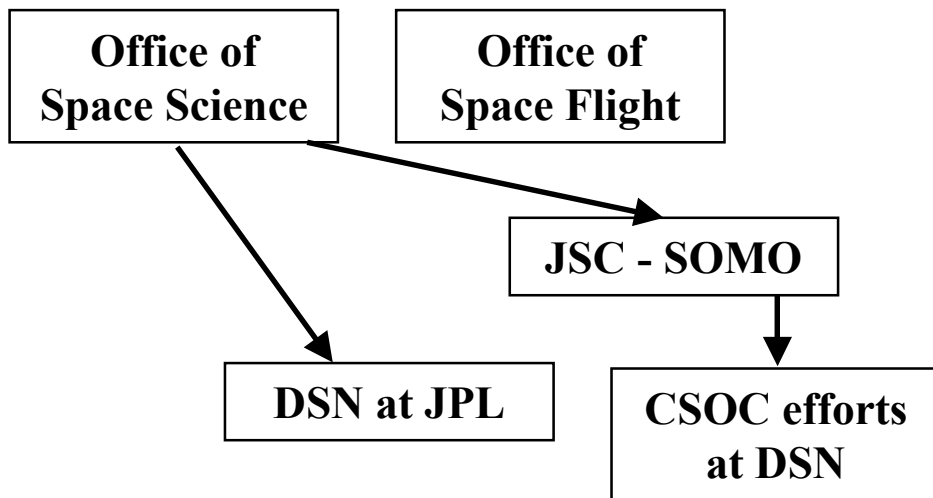 Office of
Space Science
Office of
Space Flight
JSC - SOMO
DSN at JPL
CSOC efforts
at DSN